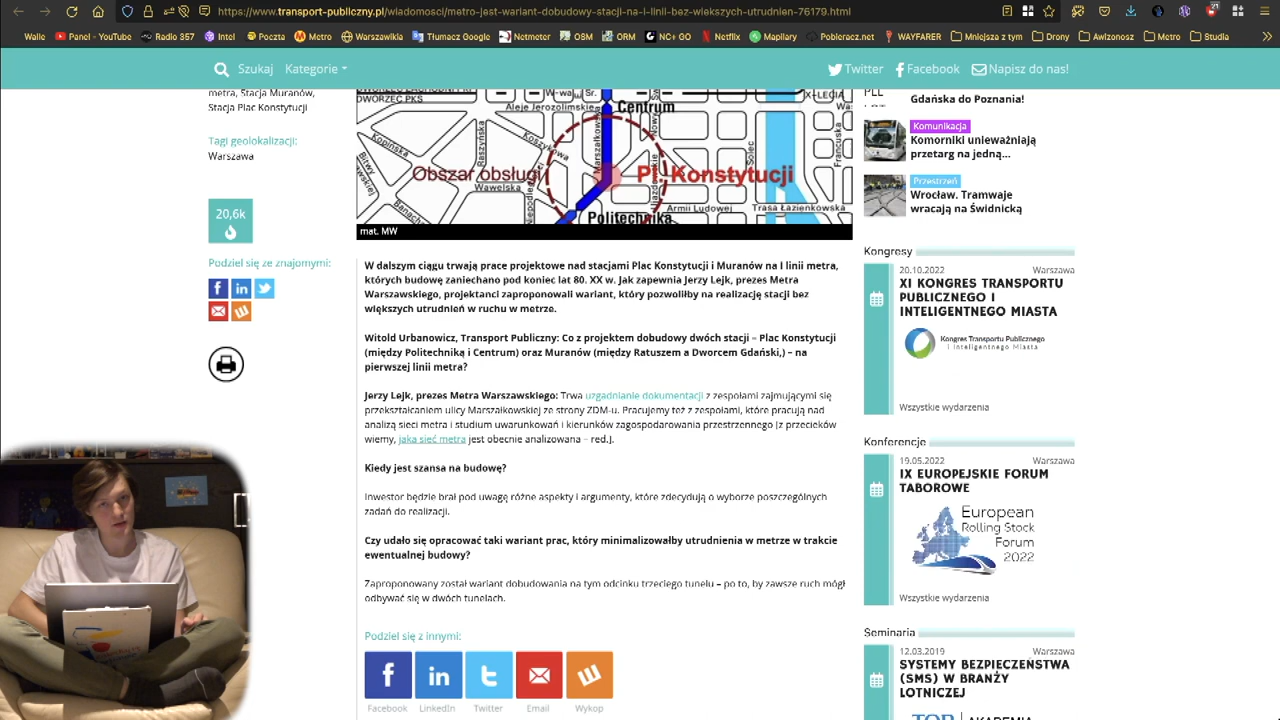 https://www.transport-publiczny.pl/wiadomosci/metro-jest-wariant-dobudowy-stacji-na-i-linii-bez-wiekszych-utrudnien-76179.html
Walle
Panel - YouTube
Radio 357
Intel
Poczta
Metro
Warszawikia
Tłumacz Google
Netmeter
OSM
ORM
NC+ GO
Netflix
Mapilary
Pobleracz.net
WAYFARER
Miejsca z tym
Drony
Awizonosz
Metro
Studia
Szukaj
Kategorie
Twitter
Facebook
Napisz do nas!
metra, Stacja Muranów,
Stacja Plac Konstytucji
Tagi geolokalizacji:
Warszawa
20,6k
Podziel się ze znajomymi:
DWORZEC PKS
Aleje Jerozolimskie
Centrum
Koszykowa
Raszyńska
Marszałkowska
Solec
Francuska
Obszar obsługi
Pl. Konstytucji
Wawelska
Armii Ludowej
Trasa Łazienkowska
Politechnika
mat. MW
W dalszym ciągu trwają prace projektowe nad stacjami Plac Konstytucji i Muranów na I linii metra,
których budowę zaniechano pod koniec lat 80. XX w. Jak zapewnia Jerzy Lejk, prezes Metra
Warszawskiego, projektanci zaproponowali wariant, który pozwoliłby na realizację stacji bez
większych utrudnień w ruchu w metrze.
Witold Urbanowicz, Transport Publiczny: Co z projektem dobudowy dwóch stacji – Plac Konstytucji
(między Politechniką i Centrum) oraz Muranów (między Ratuszem a Dworcem Gdański,) – na
pierwszej linii metra?
Jerzy Lejk, prezes Metra Warszawskiego: Trwa uzgadnianie dokumentacji z zespołami zajmującymi się
przekształcaniem ulicy Marszałkowskiej ze strony ZDM-u. Pracujemy też z zespołami, które pracują nad
analizą sieci metra i studium uwarunkowań i kierunków zagospodarowania przestrzennego [z przecieków
wiemy, jaka sieć metra jest obecnie analizowana – red.].
Kiedy jest szansa na budowę?
Inwestor będzie brał pod uwagę różne aspekty i argumenty, które zdecydują o wyborze poszczególnych
zadań do realizacji.
Czy udało się opracować taki wariant prac, który minimalizowałby utrudnienia w metrze w trakcie
ewentualnej budowy?
Zaproponowany został wariant dobudowania na tym odcinku trzeciego tunelu – po to, by zawsze ruch mógł
odbywać się w dwóch tunelach.
Podziel się z innymi:
Facebook
LinkedIn
Twitter
Email
Wykop
Gdańska do Poznania!
Komunikacja
Komorniki unieważniają
przetarg na jedną...
Przestrzeń
Wrocław. Tramwaje
wracają na Świdnicką
Kongresy
20.10.2022
Warszawa
XI KONGRES TRANSPORTU
PUBLICZNEGO I
INTELIGENTNEGO MIASTA
Kongres Transportu Publicznego
i Inteligentnego Miasta
Wszystkie wydarzenia
Konferencje
19.05.2022
Warszawa
IX EUROPEJSKIE FORUM
TABOROWE
European
Rolling Stock
Forum
2022
Wszystkie wydarzenia
Seminaria
12.03.2019
Warszawa
SYSTEMY BEZPIECZEŃSTWA
(SMS) W BRANŻY
LOTNICZEJ